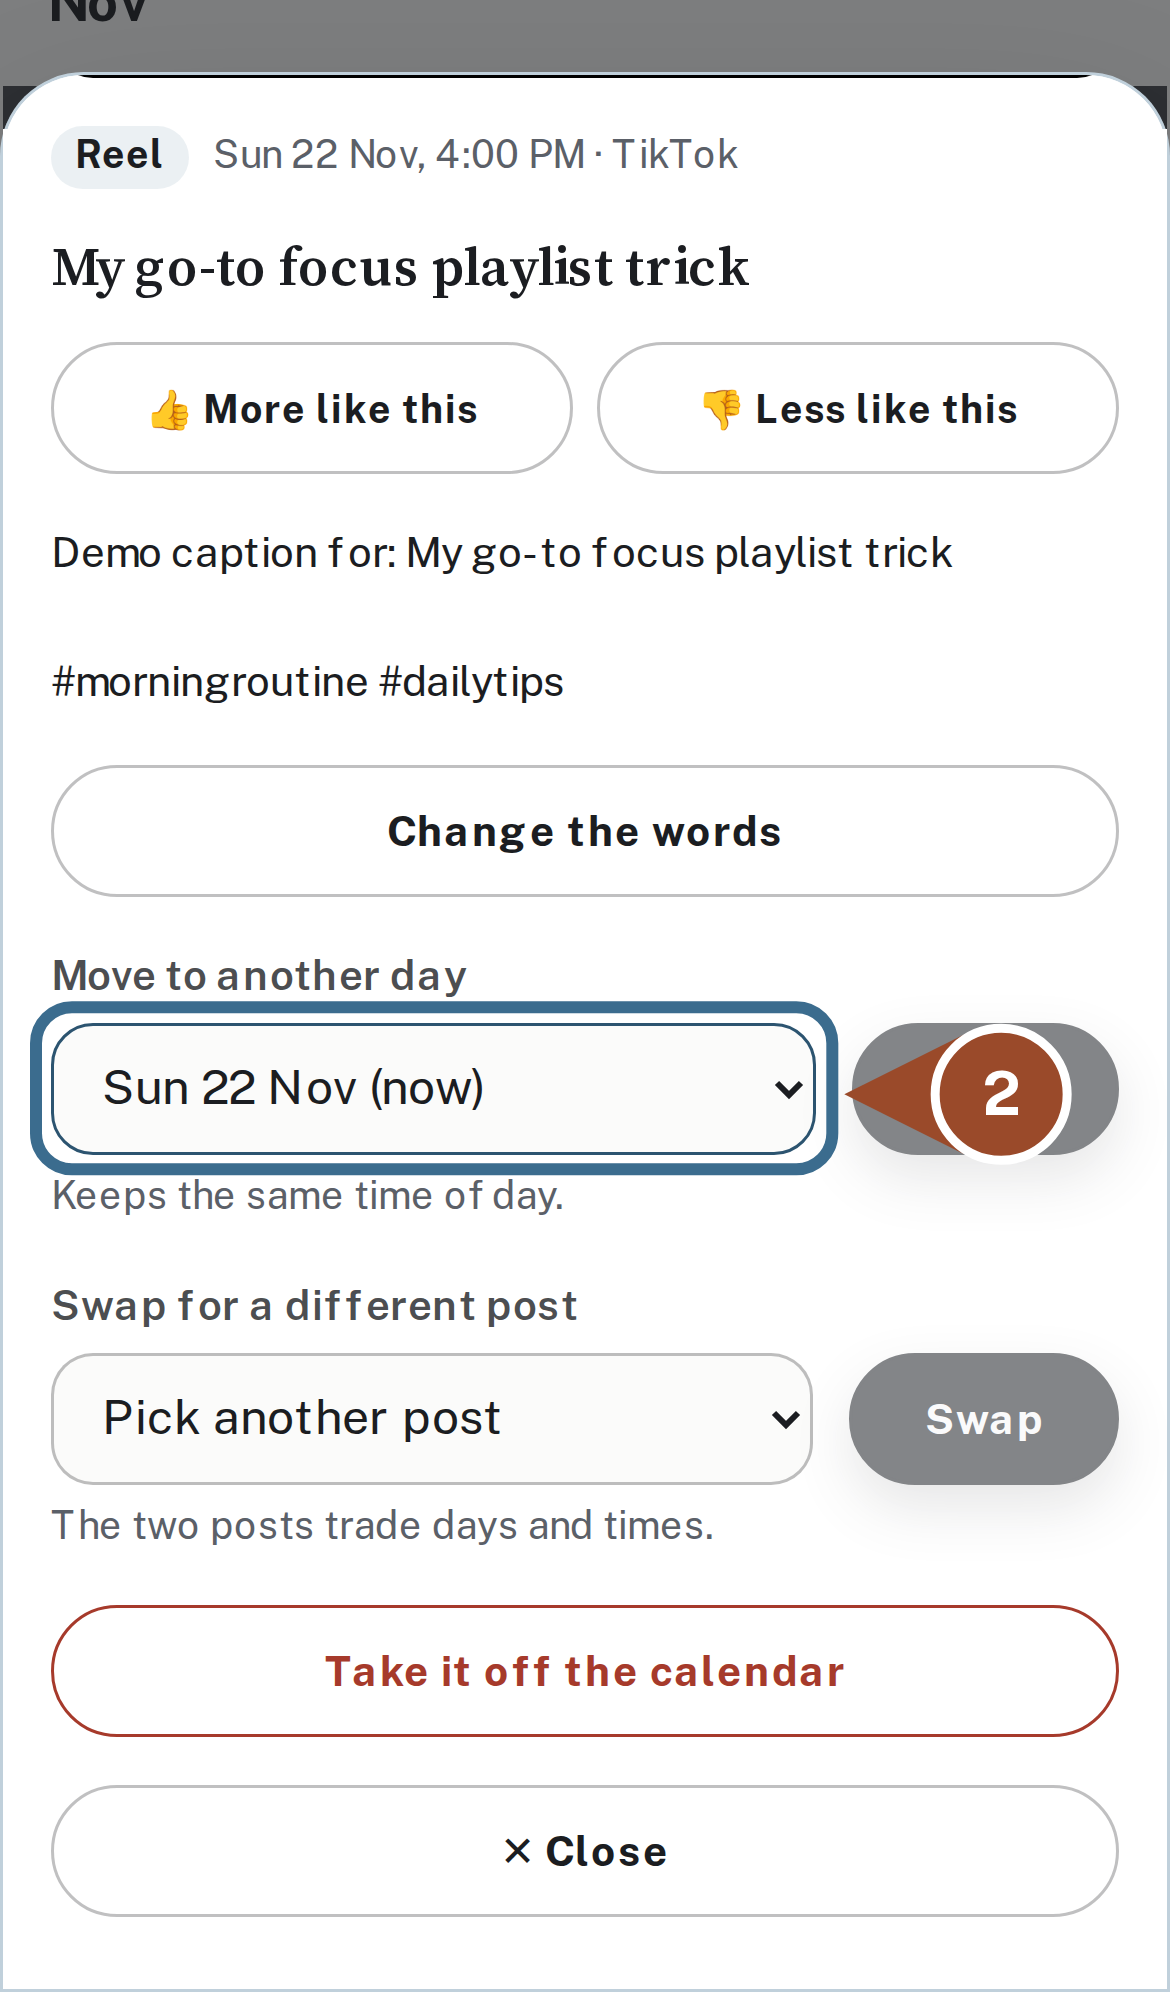 Nov
Reel Sun 22 Nov, 4:00 PM · TikTok
My go-to focus playlist trick
👍 More like this 👎 Less like this
Demo caption for: My go-to focus playlist trick
#morningroutine #dailytips
Change the words
Move to another day
Sun 22 Nov (now) 2
Keeps the same time of day.
Swap for a different post
Pick another post Swap
The two posts trade days and times.
Take it off the calendar
✕ Close